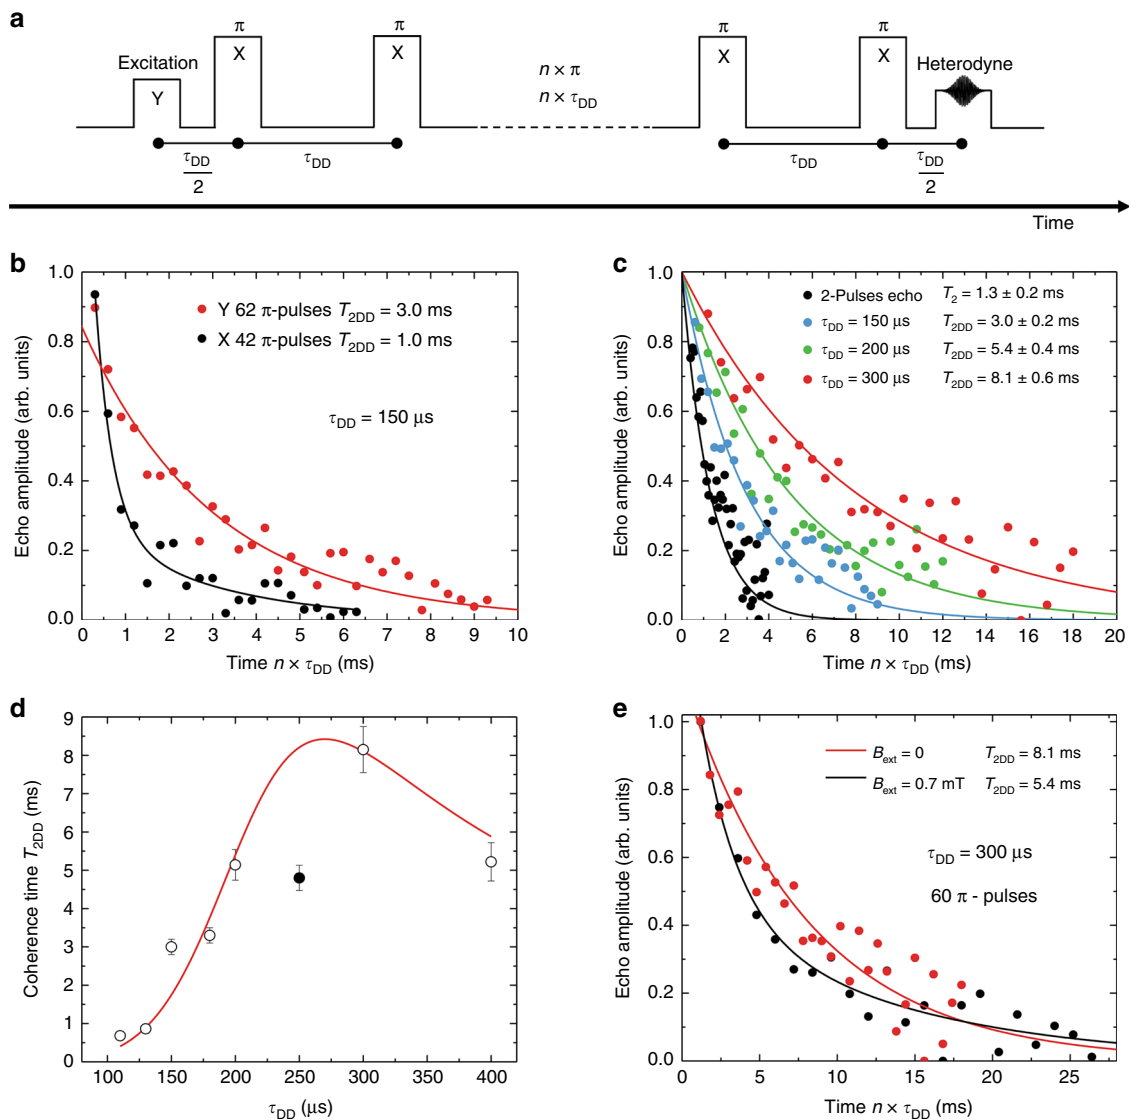 a
π π π π
Excitation X X n × π X X Heterodyne
Y n × τDD
τDD/2 τDD τDD τDD/2
Time
b
1.0
0.8
0.6
0.4
0.2
0.0
Echo amplitude (arb. units)
Y 62 π-pulses T2DD = 3.0 ms
X 42 π-pulses T2DD = 1.0 ms
τDD = 150 μs
0 1 2 3 4 5 6 7 8 9 10
Time n × τDD (ms)
c
1.0
0.8
0.6
0.4
0.2
0.0
Echo amplitude (arb. units)
2-Pulses echo T2 = 1.3 ± 0.2 ms
τDD = 150 μs T2DD = 3.0 ± 0.2 ms
τDD = 200 μs T2DD = 5.4 ± 0.4 ms
τDD = 300 μs T2DD = 8.1 ± 0.6 ms
0 2 4 6 8 10 12 14 16 18 20
Time n × τDD (ms)
d
9
8
7
6
5
4
3
2
1
0
Coherence time T2DD (ms)
100 150 200 250 300 350 400
τDD (μs)
e
1.0
0.8
0.6
0.4
0.2
0.0
Echo amplitude (arb. units)
Bext = 0 T2DD = 8.1 ms
Bext = 0.7 mT T2DD = 5.4 ms
τDD = 300 μs
60 π - pulses
0 5 10 15 20 25
Time n × τDD (ms)